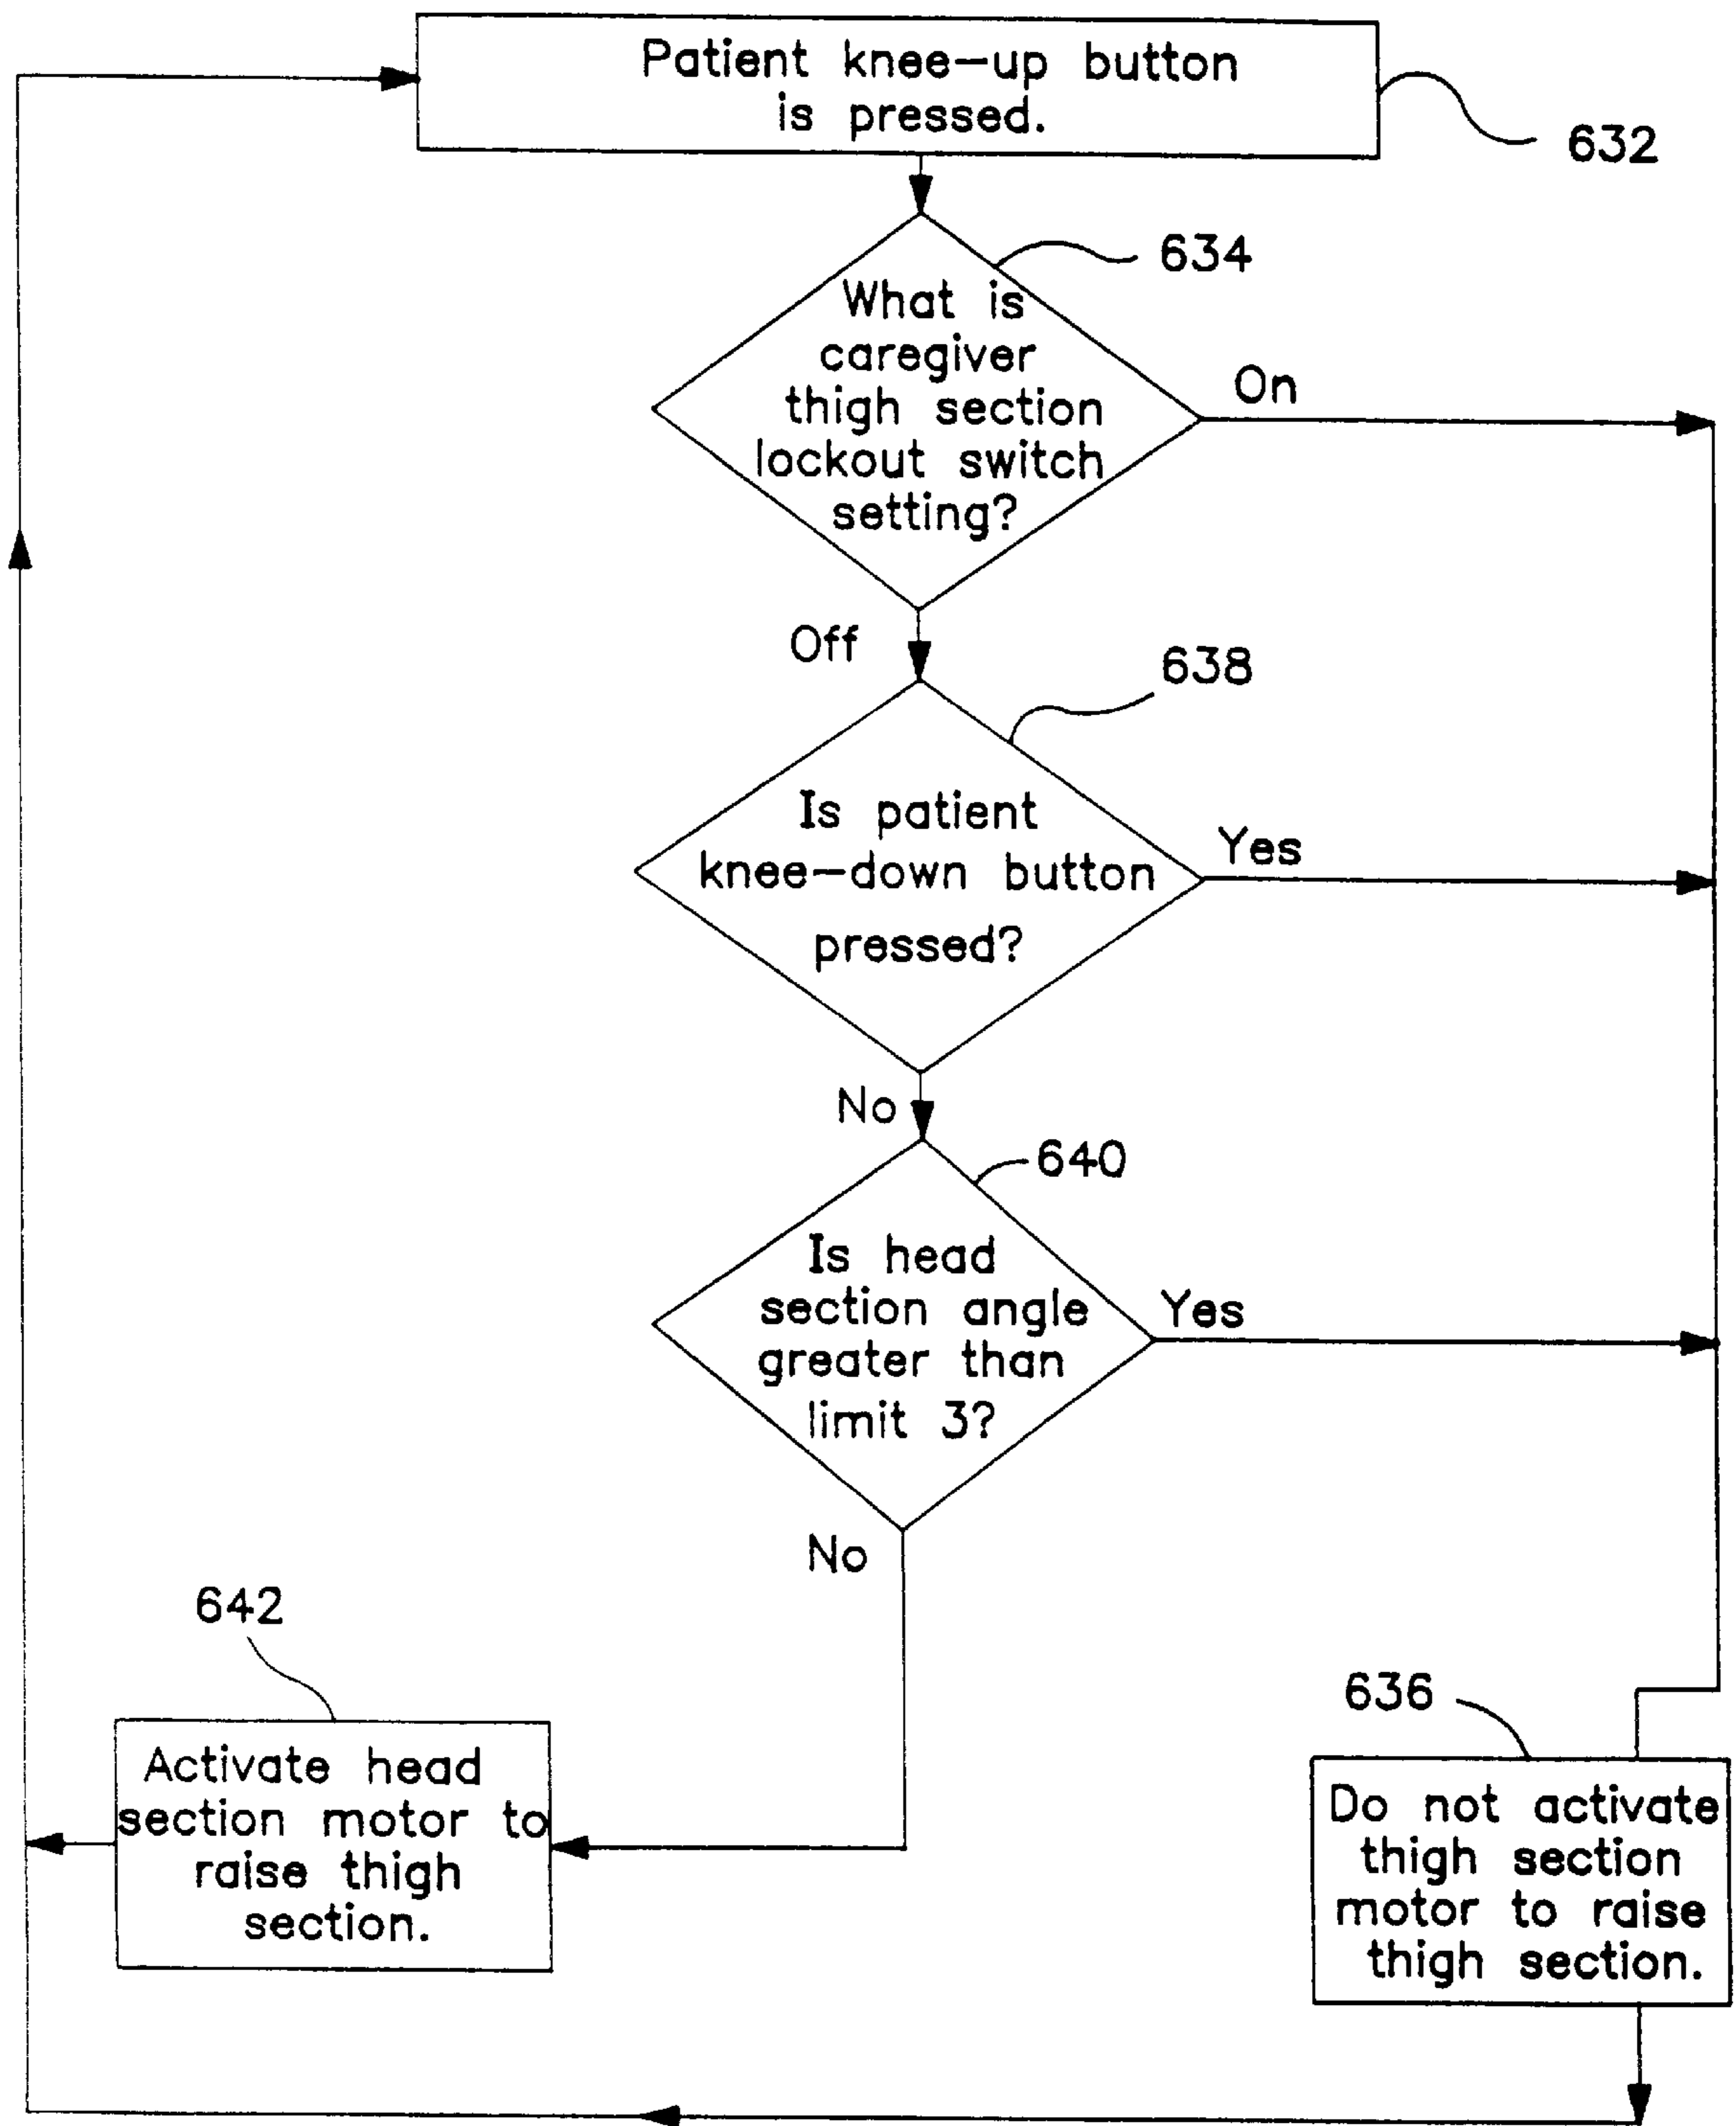 Patient knee-up button
is pressed.
632
634
What is
caregiver
thigh section
lockout switch
setting?
On
Off
638
Is patient
knee-down button
pressed?
Yes
No
640
Is head
section angle
greater than
limit 3?
Yes
No
642
Activate head
section motor to
raise thigh
section.
636
Do not activate
thigh section
motor to raise
thigh section.